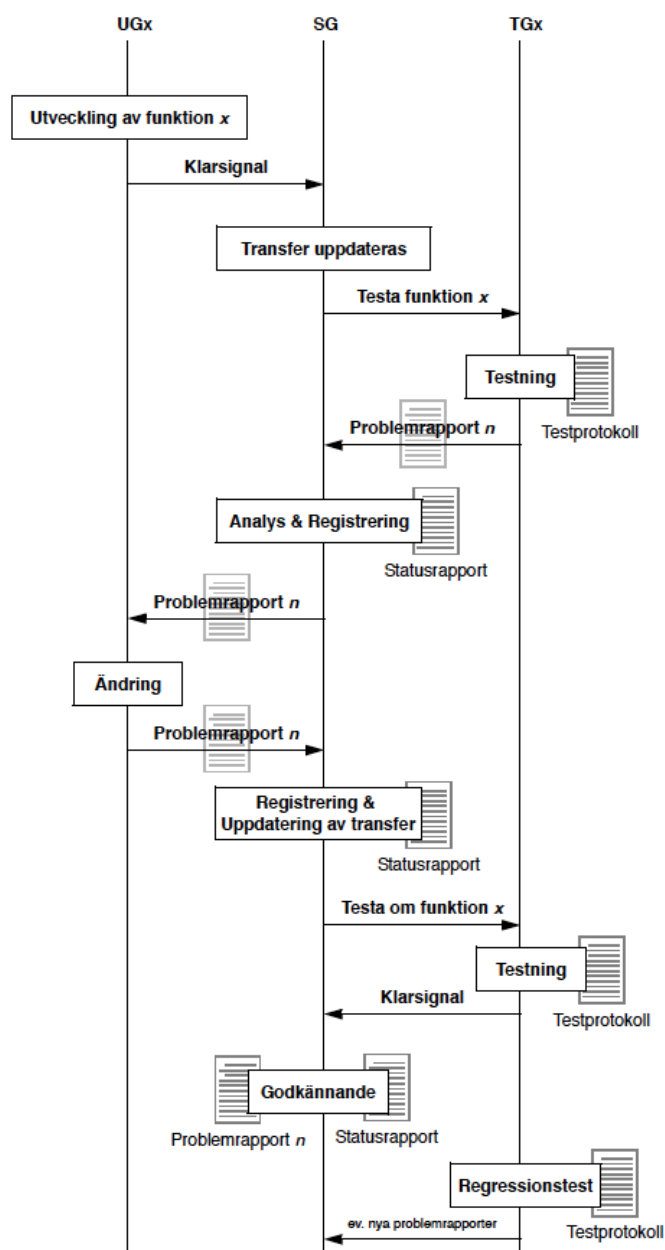 UGx SG TGx
Utveckling av funktion x
Klarsignal
Transfer uppdateras
Testa funktion x
Testning
Testprotokoll
Problemrapport n
Analys & Registrering
Statusrapport
Problemrapport n
Ändring
Problemrapport n
Registrering &
Uppdatering av transfer
Statusrapport
Testa om funktion x
Testning
Testprotokoll
Klarsignal
Godkännande
Problemrapport n Statusrapport
Regressionstest
Testprotokoll
ev. nya problemrapporter